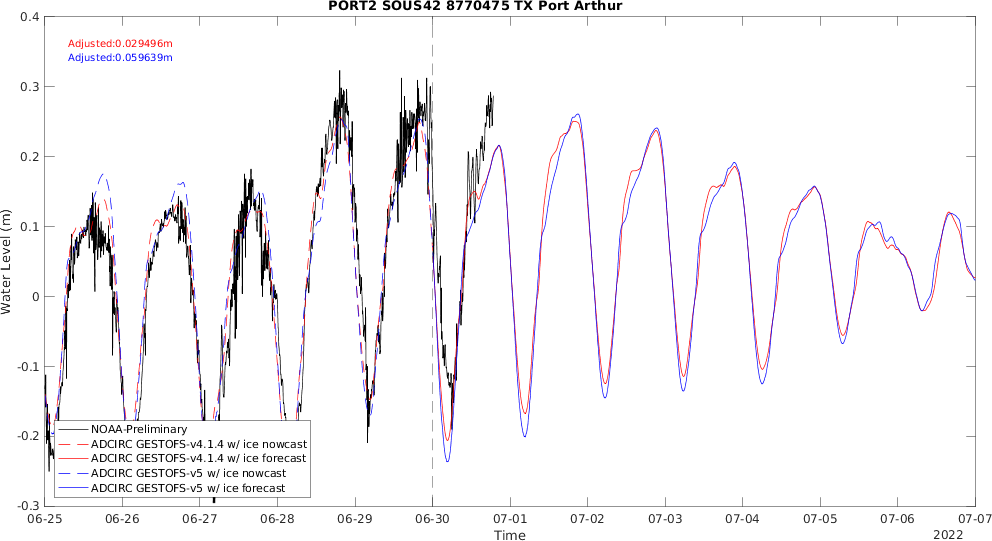 PORT2 SOUS42 8770475 TX Port Arthur
Adjusted:0.029496m
Adjusted:0.059639m
Water Level (m)
0.4
0.3
0.2
0.1
0
-0.1
-0.2
-0.3
NOAA-Preliminary
ADCIRC GESTOFS-v4.1.4 w/ ice nowcast
ADCIRC GESTOFS-v4.1.4 w/ ice forecast
ADCIRC GESTOFS-v5 w/ ice nowcast
ADCIRC GESTOFS-v5 w/ ice forecast
06-25 06-26 06-27 06-28 06-29 06-30 07-01 07-02 07-03 07-04 07-05 07-06 07-07
Time
2022